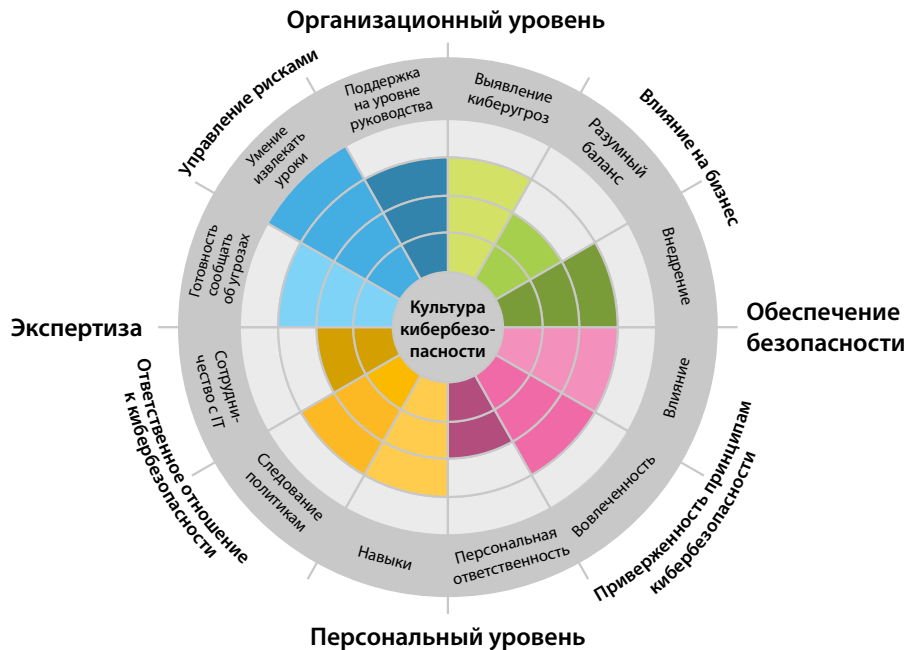 Организационный уровень
Управление рисками
Поддержка
на уровне
руководства
Выявление
киберугроз
Разумный
баланс
Влияние на бизнес
Умение
извлекать
уроки
Готовность
сообщать
об угрозах
Внедрение
Экспертиза
Культура
кибербезо-
пасности
Обеспечение
безопасности
Сотрудни-
чество с IT
Влияние
Ответственное отношение
к кибербезопасности
Следование
политикам
Навыки
Персональная
ответственность
Вовлеченность
Приверженность принципам
кибербезопасности
Персональный уровень